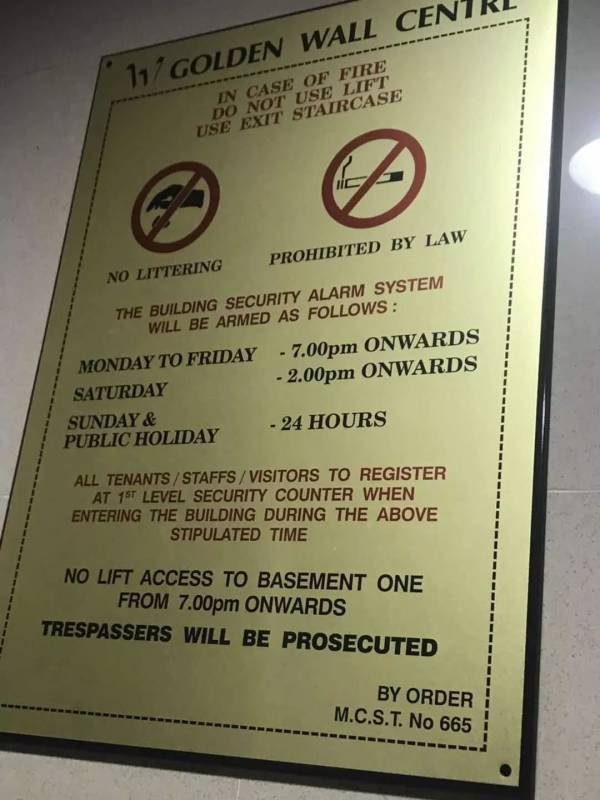 GOLDEN WALL CENTRE
IN CASE OF FIRE
DO NOT USE LIFT
USE EXIT STAIRCASE
NO LITTERING
PROHIBITED BY LAW
THE BUILDING SECURITY ALARM SYSTEM
WILL BE ARMED AS FOLLOWS :
MONDAY TO FRIDAY - 7.00pm ONWARDS
SATURDAY - 2.00pm ONWARDS
SUNDAY &
PUBLIC HOLIDAY - 24 HOURS
ALL TENANTS / STAFFS / VISITORS TO REGISTER
AT 1ST LEVEL SECURITY COUNTER WHEN
ENTERING THE BUILDING DURING THE ABOVE
STIPULATED TIME
NO LIFT ACCESS TO BASEMENT ONE
FROM 7.00pm ONWARDS
TRESPASSERS WILL BE PROSECUTED
BY ORDER
M.C.S.T. No 665